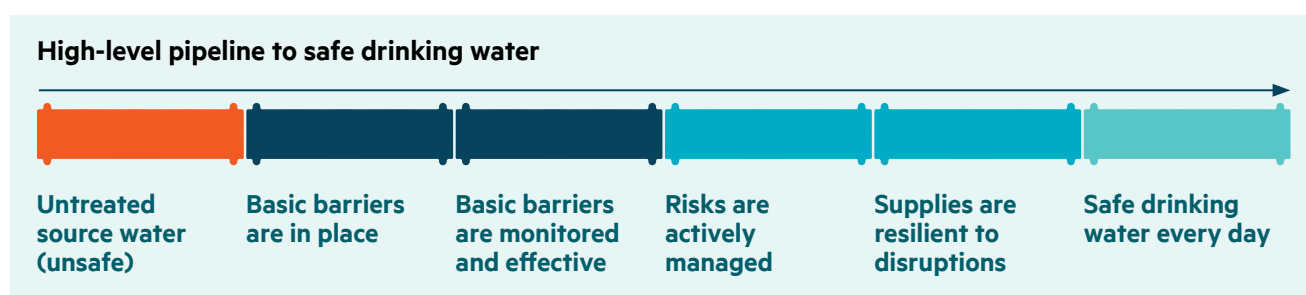 High-level pipeline to safe drinking water
Untreated
source water
(unsafe)
Basic barriers
are in place
Basic barriers
are monitored
and effective
Risks are
actively
managed
Supplies are
resilient to
disruptions
Safe drinking
water every day